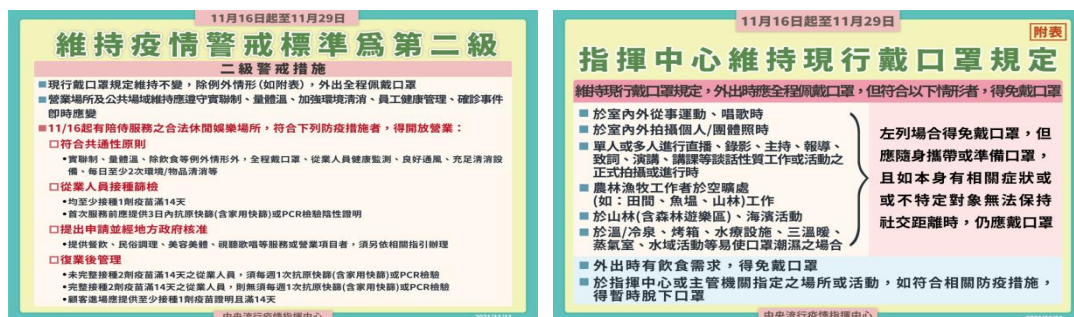 11月16日起至11月29日
維持疫情警戒標準為第二級
二級警戒措施
■現行戴口罩規定維持不變，除例外情形(如附表)，外出全程佩戴口罩
■營業場所及公共場域維持應遵守實聯制、量體溫、加強環境清消、員工健康管理、確診事件
即時應變
■11/16起有陪侍服務之合法休閒娛樂場所，符合下列防疫措施者，得開放營業：
□符合共通性原則
•實聯制、量體溫、除飲食等例外情形外，全程戴口罩、從業人員健康監測、良好通風、充足清消設
備、每日至少2次環境/物品清消等
□從業人員接種篩檢
•均至少接種1劑疫苗滿14天
•首次服務前應提供3日內抗原快篩(含家用快篩)或PCR檢驗陰性證明
□提出申請並經地方政府核准
•提供餐飲、民俗調理、美容美體、視聽歌唱等服務或營業項目者，須另依相關指引辦理
□復業後管理
•未完整接種2劑疫苗滿14天之從業人員，須每週1次抗原快篩(含家用快篩)或PCR檢驗
•完整接種2劑疫苗滿14天之從業人員，則無須每週1次抗原快篩(含家用快篩)或PCR檢驗
•顧客進場應提供至少接種1劑疫苗證明且滿14天
中央流行疫情指揮中心
11月16日起至11月29日
附表
指揮中心維持現行戴口罩規定
維持現行戴口罩規定，外出時應全程佩戴口罩，但符合以下情形者，得免戴口罩
■於室內外從事運動、唱歌時
■於室內外拍攝個人/團體照時
■單人或多人進行直播、錄影、主持、報導、
致詞、演講、講課等談話性質工作或活動之
正式拍攝或進行時
■農林漁牧工作者於空曠處
(如：田間、魚塭、山林)工作
■於山林(含森林遊樂區)、海濱活動
■於溫/冷泉、烤箱、水療設施、三溫暖、
蒸氣室、水域活動等易使口罩潮濕之場合
左列場合得免戴口罩，但
應隨身攜帶或準備口罩，
且如本身有相關症狀或
或不特定對象無法保持
社交距離時，仍應戴口罩
■外出時有飲食需求，得免戴口罩
■於指揮中心或主管機關指定之場所或活動，如符合相關防疫措施，
得暫時脫下口罩
中央流行疫情指揮中心